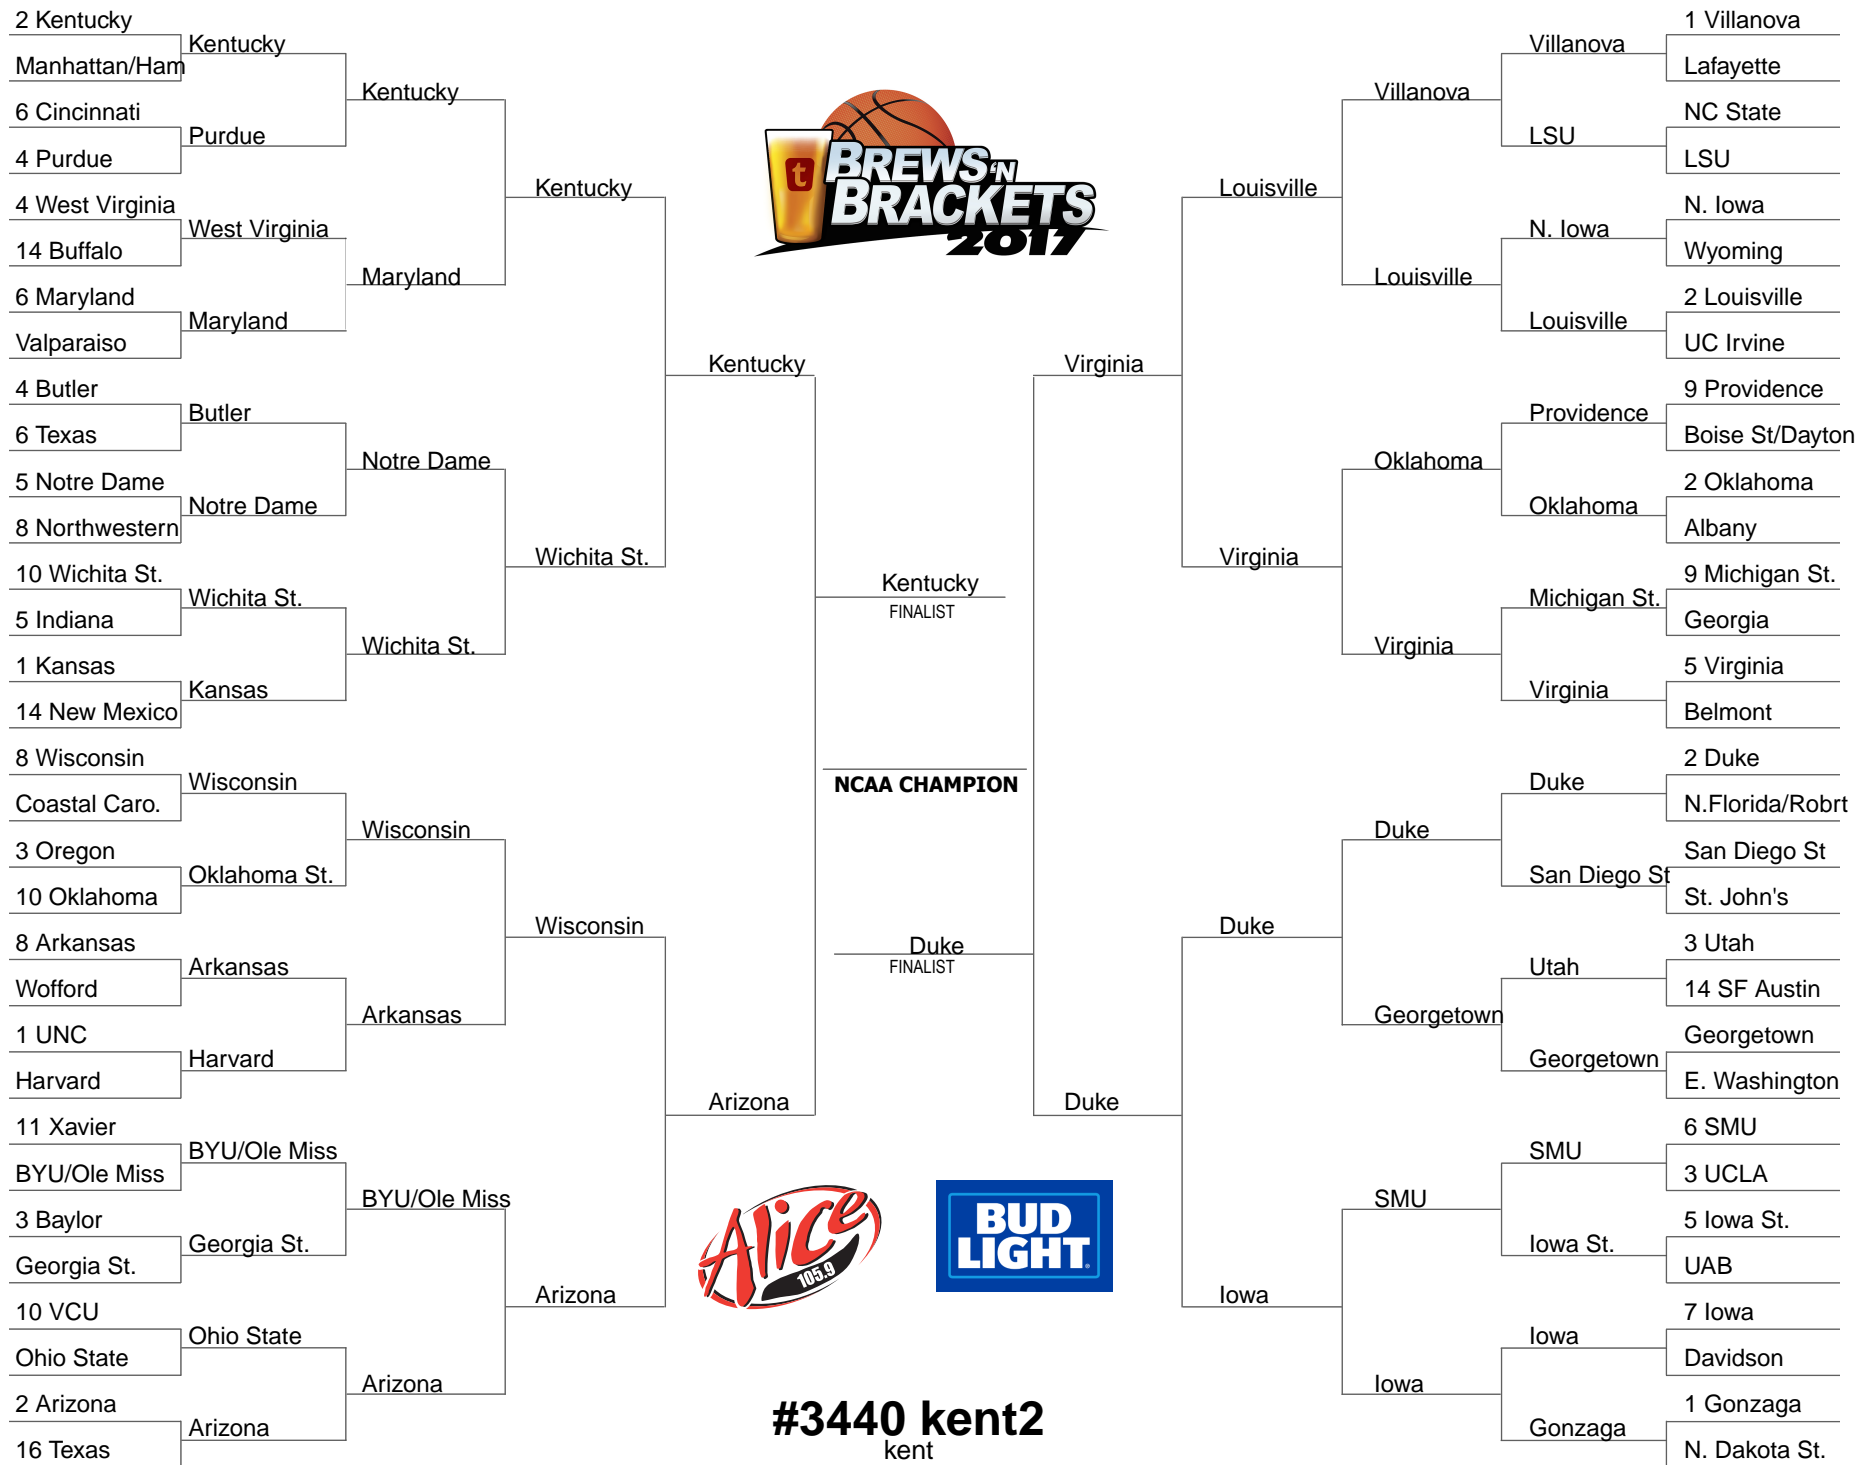 2 Kentucky
Manhattan/Ham
6 Cincinnati
4 Purdue
4 West Virginia
14 Buffalo
6 Maryland
Valparaiso
4 Butler
6 Texas
5 Notre Dame
8 Northwestern
10 Wichita St.
5 Indiana
1 Kansas
14 New Mexico
8 Wisconsin
Coastal Caro.
3 Oregon
10 Oklahoma
8 Arkansas
Wofford
1 UNC
Harvard
11 Xavier
BYU/Ole Miss
3 Baylor
Georgia St.
10 VCU
Ohio State
2 Arizona
16 Texas
Kentucky
Purdue
West Virginia
Maryland
Butler
Notre Dame
Wichita St.
Kansas
Wisconsin
Oklahoma St.
Arkansas
Harvard
BYU/Ole Miss
Georgia St.
Ohio State
Arizona
Kentucky
Maryland
Notre Dame
Wichita St.
Wisconsin
Arkansas
BYU/Ole Miss
Arizona
Kentucky
Wichita St.
Wisconsin
Arizona
Kentucky
Arizona
t
BREWS 'N
BRACKETS
2017
Kentucky
FINALIST
NCAA CHAMPION
Duke
FINALIST
Alice
105.9
BUD
LIGHT
#3440 kent2
kent
Virginia
Duke
Louisville
Virginia
Duke
Iowa
Villanova
Louisville
Oklahoma
Virginia
Duke
Georgetown
SMU
Iowa
Villanova
LSU
N. Iowa
Louisville
Providence
Oklahoma
Michigan St.
Virginia
Duke
San Diego St
Utah
Georgetown
SMU
Iowa St.
Iowa
Gonzaga
1 Villanova
Lafayette
NC State
LSU
N. Iowa
Wyoming
2 Louisville
UC Irvine
9 Providence
Boise St/Dayton
2 Oklahoma
Albany
9 Michigan St.
Georgia
5 Virginia
Belmont
2 Duke
N.Florida/Robrt
San Diego St
St. John's
3 Utah
14 SF Austin
Georgetown
E. Washington
6 SMU
3 UCLA
5 Iowa St.
UAB
7 Iowa
Davidson
1 Gonzaga
N. Dakota St.